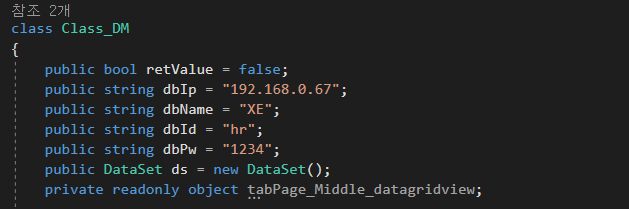 참조 2개
class Class_DM
{
public bool retValue = false;
public string dbIp = "192.168.0.67";
public string dbName = "XE";
public string dbId = "hr";
public string dbPw = "1234";
public DataSet ds = new DataSet();
private readonly object tabPage_Middle_datagridview;